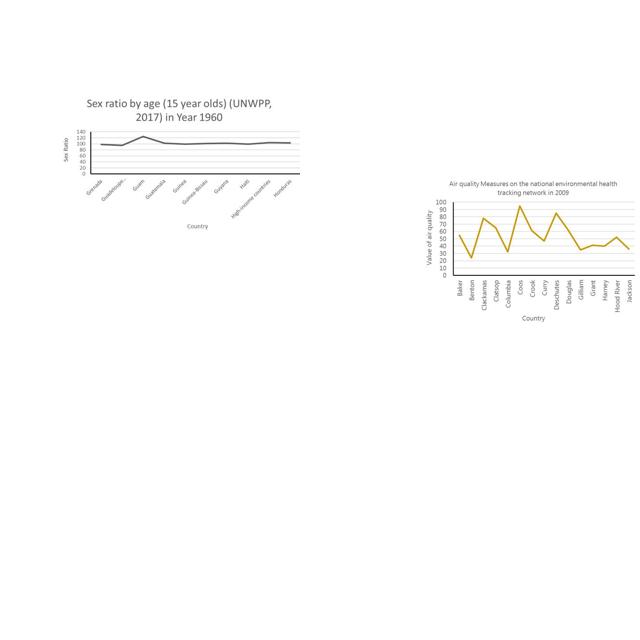 Sex ratio by age (15 year olds) (UNWPP,
2017) in Year 1960
Sex Ratio
140
120
100
80
60
40
20
0
Grenada
Guadeloupe..
Guam
Guatemala
Guinea
Guinea-Bissau
Guyana
Haiti
High-income countries
Honduras
Country
Air quality Measures on the national environmental health
tracking network in 2009
Value of air quality
100
90
80
70
60
50
40
30
20
10
0
Baker
Benton
Clackamas
Clatsop
Columbia
Coos
Crook
Curry
Deschutes
Douglas
Gilliam
Grant
Harney
Hood River
Jackson
Country